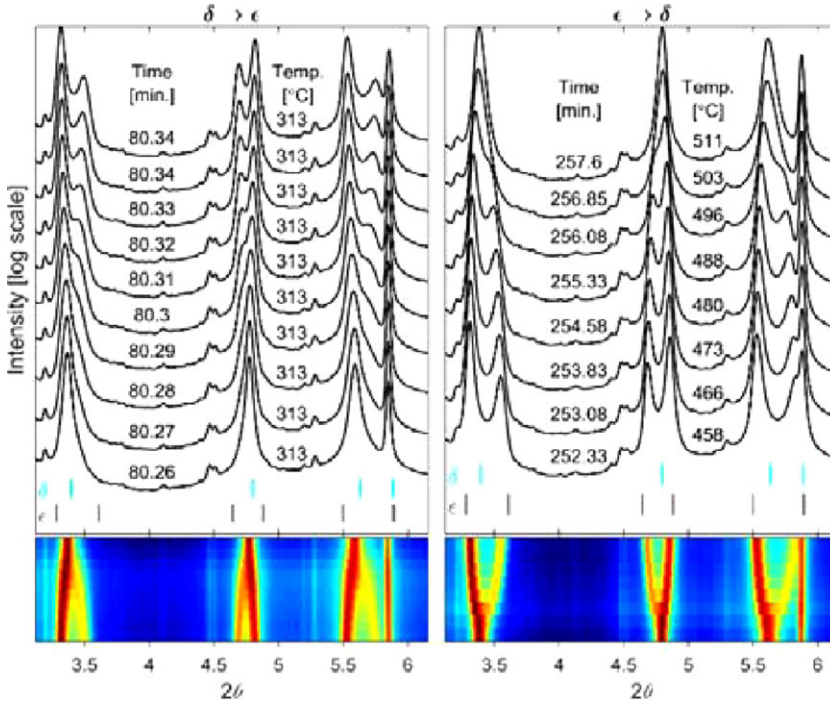 δ → ε
ε → δ
Intensity [log scale]
Time
[min.]
Temp.
[°C]
80.34 313
80.34 313
80.33 313
80.32 313
80.31 313
80.3 313
80.29 313
80.28 313
80.27 313
80.26 313
δ
ε
3.5 4 4.5 5 5.5 6
2θ
Time
[min.]
Temp.
[°C]
257.6 511
256.85 503
256.08 496
255.33 488
254.58 480
253.83 473
253.08 466
252.33 458
3.5 4 4.5 5 5.5 6
2θ